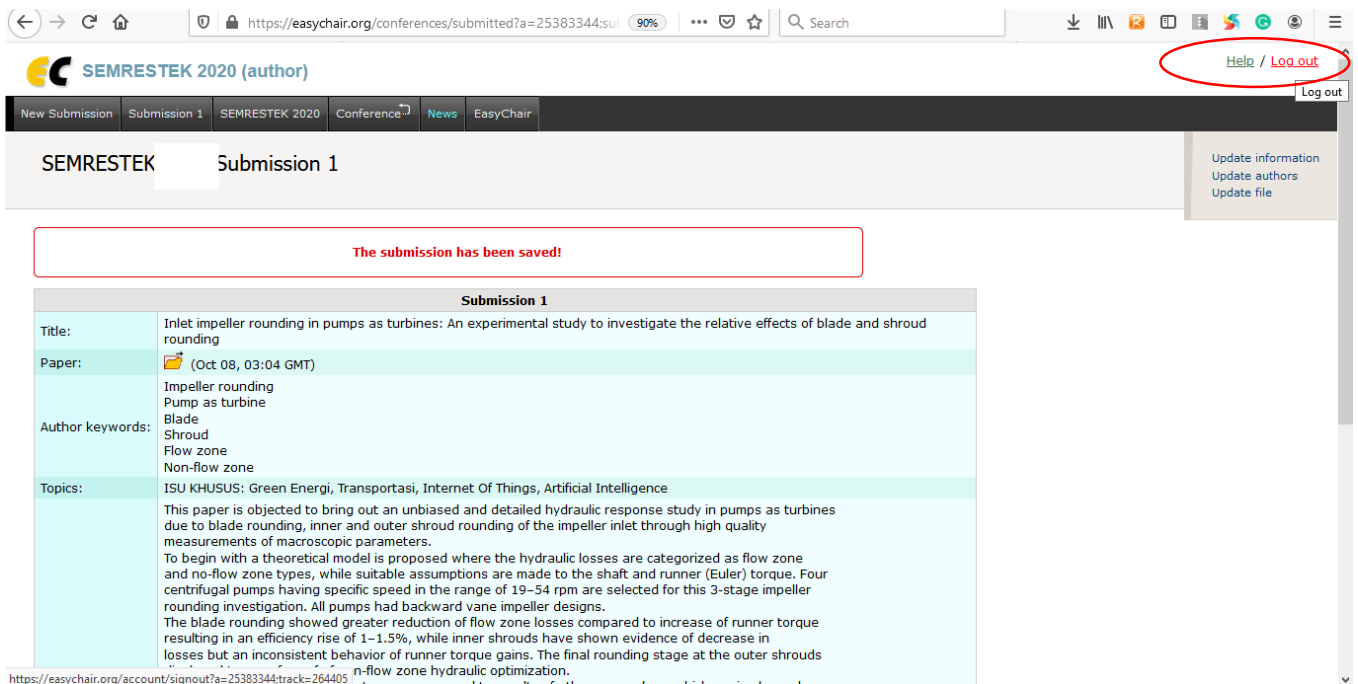 https://easychair.org/conferences/submitted?a=25383344;sub
90%
Search
EC SEMRESTEK 2020 (author)
Help / Log out
Log out
New Submission Submission 1 SEMRESTEK 2020 Conference News EasyChair
SEMRESTEK Submission 1
Update information
Update authors
Update file
The submission has been saved!
Submission 1
Title: Inlet impeller rounding in pumps as turbines: An experimental study to investigate the relative effects of blade and shroud
rounding
Paper: (Oct 08, 03:04 GMT)
Author keywords:
Impeller rounding
Pump as turbine
Blade
Shroud
Flow zone
Non-flow zone
Topics: ISU KHUSUS: Green Energi, Transportasi, Internet Of Things, Artificial Intelligence
This paper is objected to bring out an unbiased and detailed hydraulic response study in pumps as turbines
due to blade rounding, inner and outer shroud rounding of the impeller inlet through high quality
measurements of macroscopic parameters.
To begin with a theoretical model is proposed where the hydraulic losses are categorized as flow zone
and no-flow zone types, while suitable assumptions are made to the shaft and runner (Euler) torque. Four
centrifugal pumps having specific speed in the range of 19–54 rpm are selected for this 3-stage impeller
rounding investigation. All pumps had backward vane impeller designs.
The blade rounding showed greater reduction of flow zone losses compared to increase of runner torque
resulting in an efficiency rise of 1–1.5%, while inner shrouds have shown evidence of decrease in
losses but an inconsistent behavior of runner torque gains. The final rounding stage at the outer shrouds
n-flow zone hydraulic optimization.
https://easychair.org/account/signout?a=25383344;track=264405